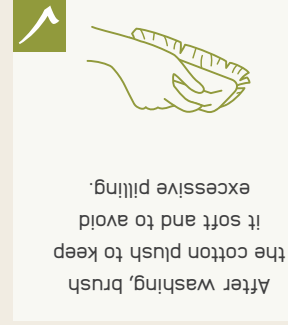 After washing, brush
the cotton plush to keep
it soft and to avoid
excessive pilling.